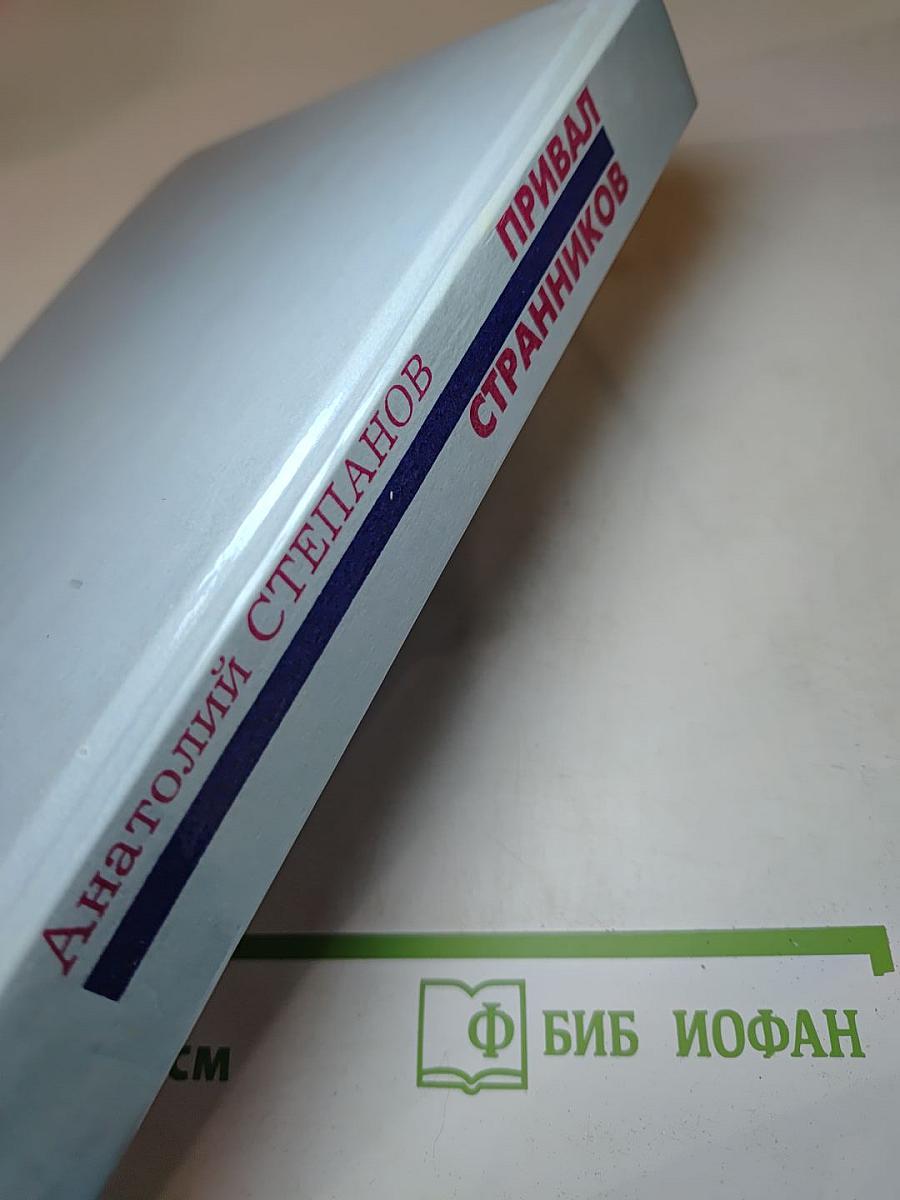 Анатолий СТЕПАНОВ
ПРИВАЛ
СТРАННИКОВ
СМ
Ф БИБ ИОФАН